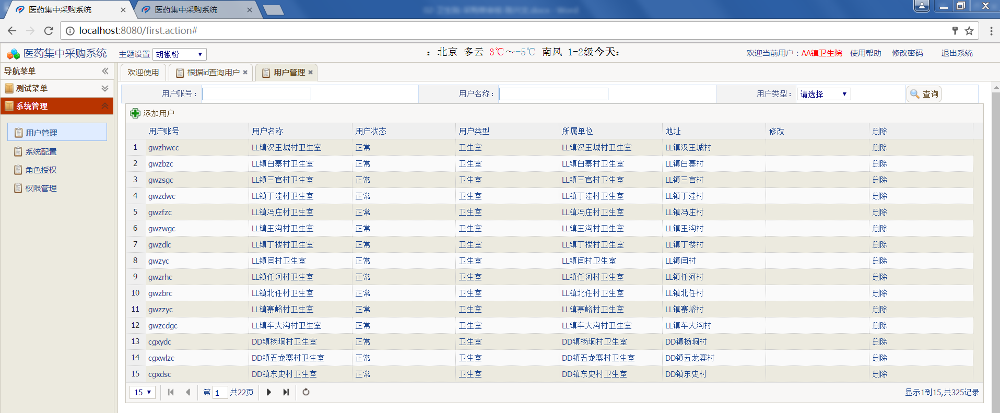 医药集中采购系统 医药集中采购系统
localhost:8080/first.action#
医药集中采购系统 主题设置 胡椒粉 : 北京 多云 3℃～-5℃ 南风 1-2级今天: 欢迎当前用户：AA镇卫生院 使用帮助 修改密码 退出系统
导航菜单 欢迎使用 根据id查询用户 用户管理
测试菜单
系统管理
用户管理
系统配置
角色授权
权限管理
用户账号： 用户名称： 用户类型： 请选择 查询
添加用户
用户账号 用户名称 用户状态 用户类型 所属单位 地址 修改 删除
1 gwzhwcc LL镇汉王城村卫生室 正常 卫生室 LL镇汉王城村卫生室 LL镇汉王城村 删除
2 gwzbzc LL镇白寨村卫生室 正常 卫生室 LL镇白寨村卫生室 LL镇白寨村 删除
3 gwzsgc LL镇三官村卫生室 正常 卫生室 LL镇三官村卫生室 LL镇三官村 删除
4 gwzdwc LL镇丁洼村卫生室 正常 卫生室 LL镇丁洼村卫生室 LL镇丁洼村 删除
5 gwzfzc LL镇冯庄村卫生室 正常 卫生室 LL镇冯庄村卫生室 LL镇冯庄村 删除
6 gwzwgc LL镇王沟村卫生室 正常 卫生室 LL镇王沟村卫生室 LL镇王沟村 删除
7 gwzdlc LL镇丁楼村卫生室 正常 卫生室 LL镇丁楼村卫生室 LL镇丁楼村 删除
8 gwzyc LL镇闫村卫生室 正常 卫生室 LL镇闫村卫生室 LL镇闫村 删除
9 gwzrhc LL镇任河村卫生室 正常 卫生室 LL镇任河村卫生室 LL镇任河村 删除
10 gwzbrc LL镇北任村卫生室 正常 卫生室 LL镇北任村卫生室 LL镇北任村 删除
11 gwzzyc LL镇寨峪村卫生室 正常 卫生室 LL镇寨峪村卫生室 LL镇寨峪村 删除
12 gwzcdgc LL镇车大沟村卫生室 正常 卫生室 LL镇车大沟村卫生室 LL镇车大沟村 删除
13 cgxydc DD镇杨垌村卫生室 正常 卫生室 DD镇杨垌村卫生室 DD镇杨垌村 删除
14 cgxwlzc DD镇五龙寨村卫生室 正常 卫生室 DD镇五龙寨村卫生室 DD镇五龙寨村 删除
15 cgxdsc DD镇东史村卫生室 正常 卫生室 DD镇东史村卫生室 DD镇东史村 删除
15 第 1 共22页 显示1到15,共325记录